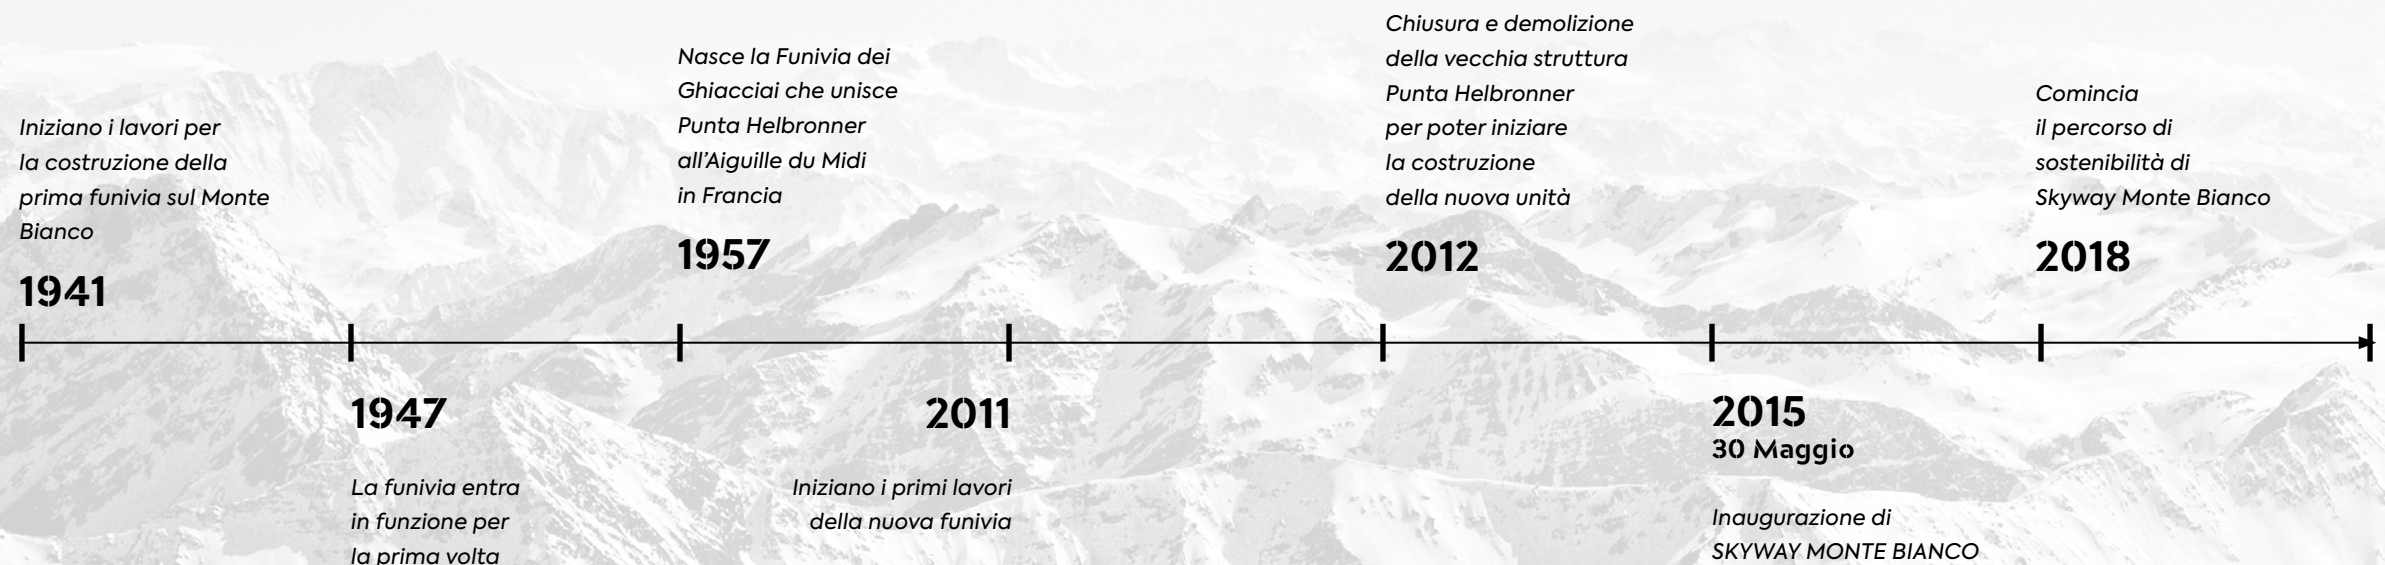 Iniziano i lavori per
la costruzione della
prima funivia sul Monte
Bianco
1941
1947
La funivia entra
in funzione per
la prima volta
Nasce la Funivia dei
Ghiacciai che unisce
Punta Helbronner
all'Aiguille du Midi
in Francia
1957
2011
Iniziano i primi lavori
della nuova funivia
Chiusura e demolizione
della vecchia struttura
Punta Helbronner
per poter iniziare
la costruzione
della nuova unità
2012
2015
30 Maggio
Inaugurazione di
SKYWAY MONTE BIANCO
Comincia
il percorso di
sostenibilità di
Skyway Monte Bianco
2018